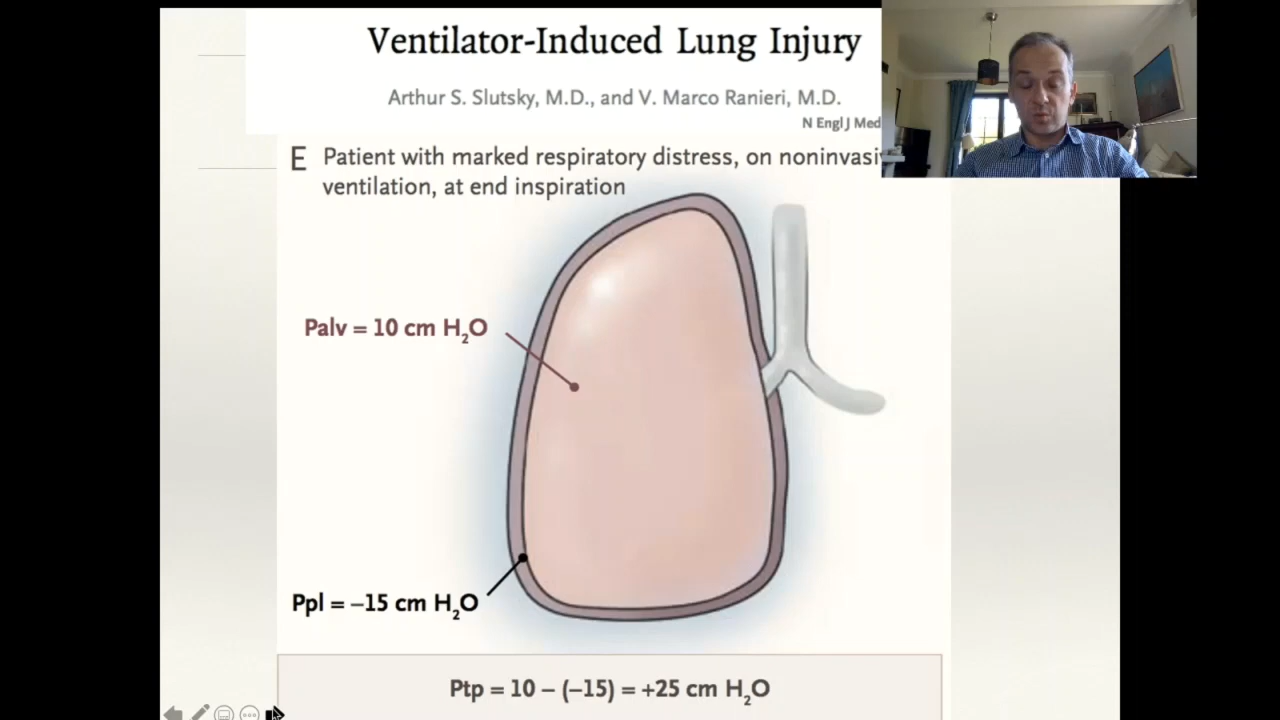 Ventilator-Induced Lung Injury
Arthur S. Slutsky, M.D., and V. Marco Ranieri, M.D.
N Engl J Med
E Patient with marked respiratory distress, on
ventilation, at end inspiration
Palv = 10 cm H₂O
Ppl = –15 cm H₂O
Ptp = 10 – (–15) = +25 cm H₂O